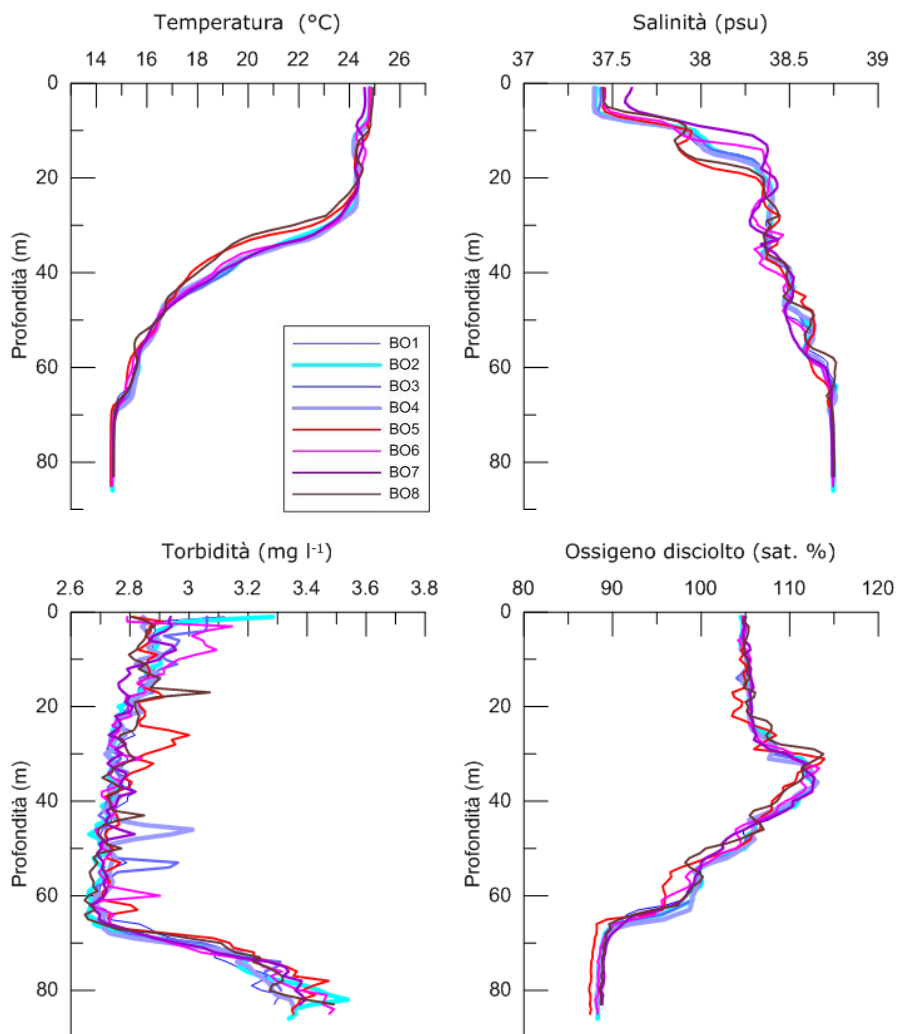 Temperatura (°C)
14 16 18 20 22 24 26
0
20
40
60
80
Profondità (m)
BO1
BO2
BO3
BO4
BO5
BO6
BO7
BO8
Salinità (psu)
37 37.5 38 38.5 39
0
20
40
60
80
Profondità (m)
Torbidità (mg l-1)
2.6 2.8 3 3.2 3.4 3.6 3.8
0
20
40
60
80
Profondità (m)
Ossigeno disciolto (sat. %)
80 90 100 110 120
0
20
40
60
80
Profondità (m)